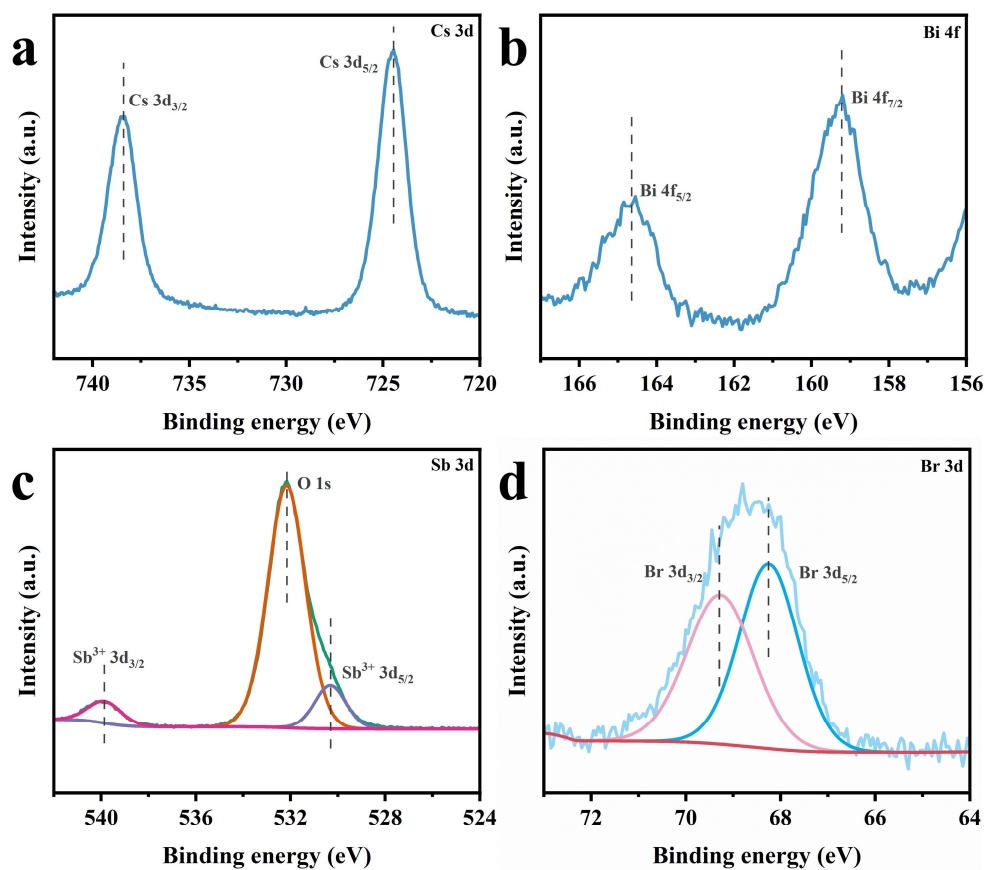 a
Cs 3d
Cs 3d3/2
Cs 3d5/2
Intensity (a.u.)
740 735 730 725 720
Binding energy (eV)
b
Bi 4f
Bi 4f7/2
Bi 4f5/2
Intensity (a.u.)
166 164 162 160 158 156
Binding energy (eV)
c
Sb 3d
O 1s
Sb3+ 3d3/2
Sb3+ 3d5/2
Intensity (a.u.)
540 536 532 528 524
Binding energy (eV)
d
Br 3d
Br 3d3/2
Br 3d5/2
Intensity (a.u.)
72 70 68 66 64
Binding energy (eV)